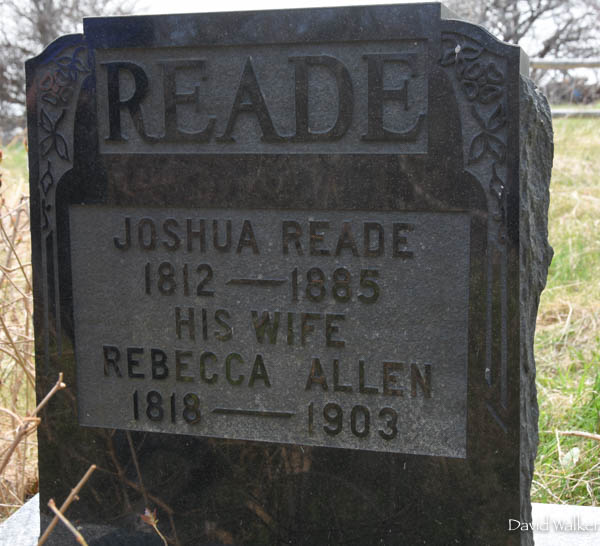 READE
JOSHUA READE
1812 — 1885
HIS WIFE
REBECCA ALLEN
1818 — 1903
David Walker